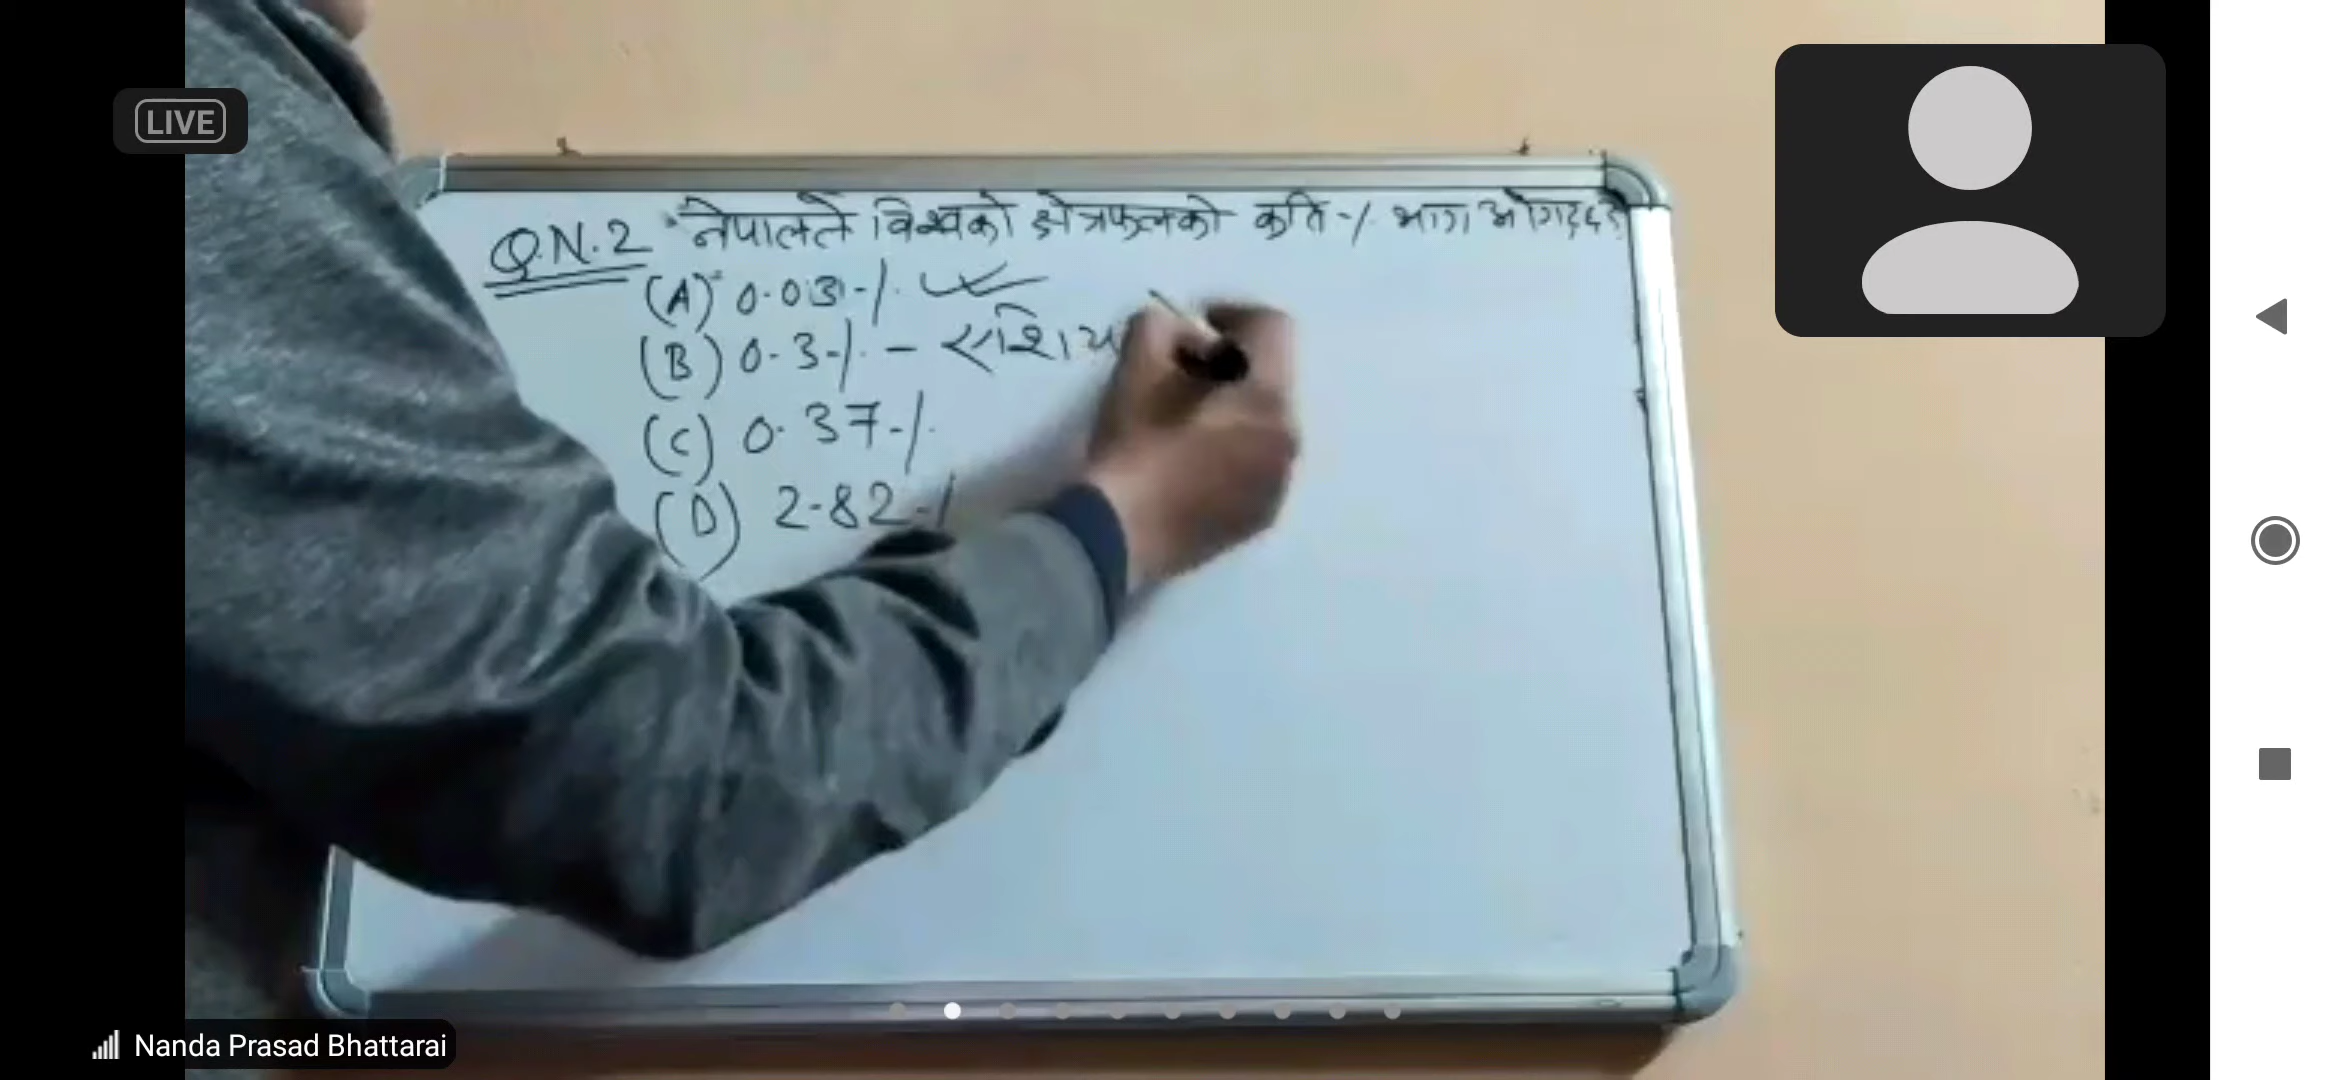 LIVE
Q.N.2 नेपालले विश्वको क्षेत्रफलको कति % भाग ओगट्दछ
(A) 0.03% ✓
(B) 0.3% – एशिया
(C) 0.37%
(D) 2.82%
Nanda Prasad Bhattarai